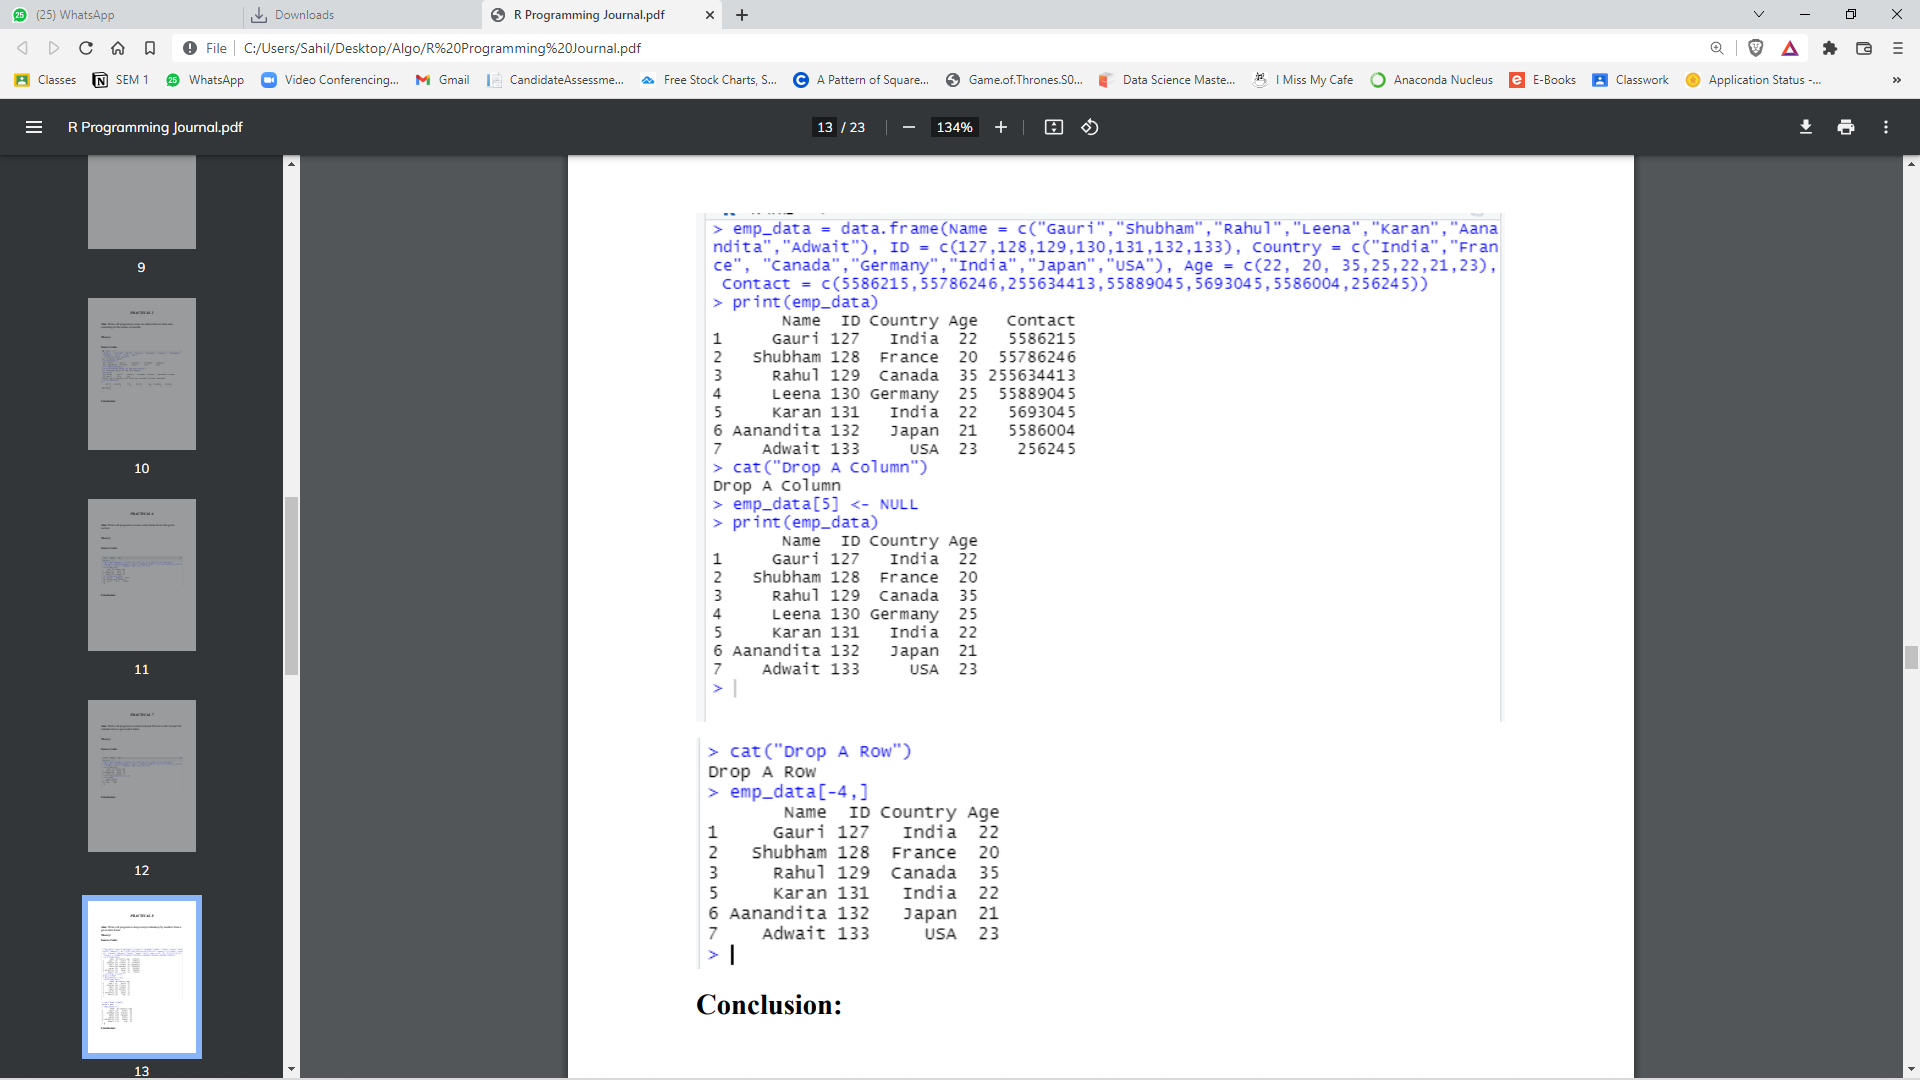 (25) WhatsApp
Downloads
R Programming Journal.pdf
File C:/Users/Sahil/Desktop/Algo/R%20Programming%20Journal.pdf
Classes SEM 1 WhatsApp Video Conferencing... Gmail CandidateAssessme... Free Stock Charts, S... A Pattern of Square... Game.of.Thrones.S0... Data Science Maste... I Miss My Cafe Anaconda Nucleus E-Books Classwork Application Status -... »
R Programming Journal.pdf 13 / 23 134%
9
10
11
12
13
> emp_data = data.frame(Name = c("Gauri","Shubham","Rahul","Leena","Karan","Aana
ndita","Adwait"), ID = c(127,128,129,130,131,132,133), Country = c("India","Fran
ce", "Canada","Germany","India","Japan","USA"), Age = c(22, 20, 35,25,22,21,23),
Contact = c(5586215,55786246,255634413,55889045,5693045,5586004,256245))
> print(emp_data)
Name ID Country Age Contact
1 Gauri 127 India 22 5586215
2 Shubham 128 France 20 55786246
3 Rahul 129 Canada 35 255634413
4 Leena 130 Germany 25 55889045
5 Karan 131 India 22 5693045
6 Aanandita 132 Japan 21 5586004
7 Adwait 133 USA 23 256245
> cat("Drop A Column")
Drop A Column
> emp_data[5] <- NULL
> print(emp_data)
Name ID Country Age
1 Gauri 127 India 22
2 Shubham 128 France 20
3 Rahul 129 Canada 35
4 Leena 130 Germany 25
5 Karan 131 India 22
6 Aanandita 132 Japan 21
7 Adwait 133 USA 23
>
> cat("Drop A Row")
Drop A Row
> emp_data[-4,]
Name ID Country Age
1 Gauri 127 India 22
2 Shubham 128 France 20
3 Rahul 129 Canada 35
5 Karan 131 India 22
6 Aanandita 132 Japan 21
7 Adwait 133 USA 23
>
Conclusion: